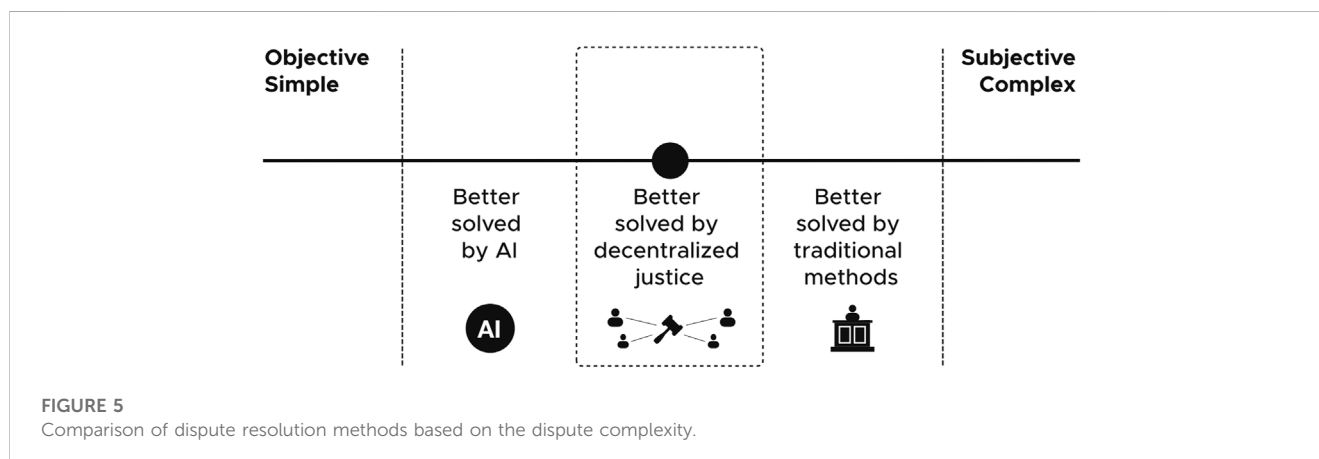 Objective
Simple
Subjective
Complex
Better
solved
by AI
Better
solved by
decentralized
justice
Better
solved by
traditional
methods
AI
FIGURE 5
Comparison of dispute resolution methods based on the dispute complexity.